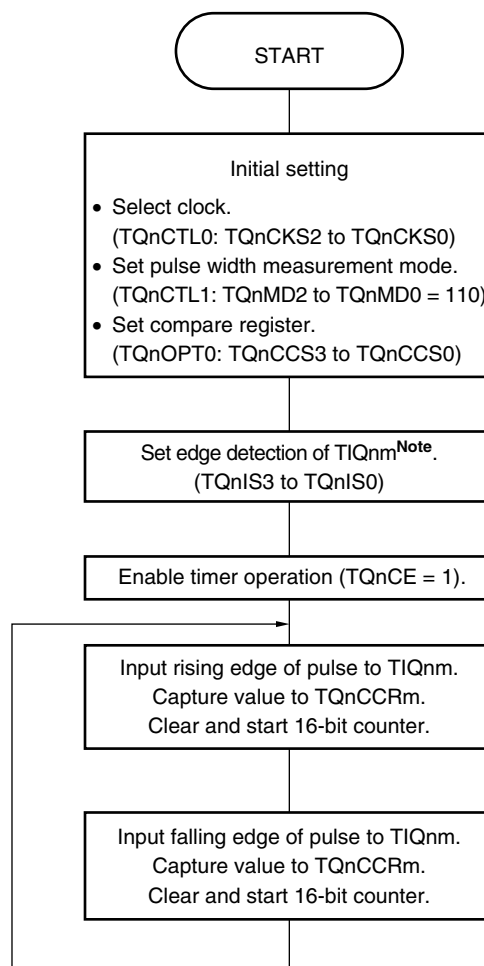 START
Initial setting
• Select clock.
(TQnCTL0: TQnCKS2 to TQnCKS0)
• Set pulse width measurement mode.
(TQnCTL1: TQnMD2 to TQnMD0 = 110)
• Set compare register.
(TQnOPT0: TQnCCS3 to TQnCCS0)
Set edge detection of TIQnmNote.
(TQnIS3 to TQnIS0)
Enable timer operation (TQnCE = 1).
Input rising edge of pulse to TIQnm.
Capture value to TQnCCRm.
Clear and start 16-bit counter.
Input falling edge of pulse to TIQnm.
Capture value to TQnCCRm.
Clear and start 16-bit counter.